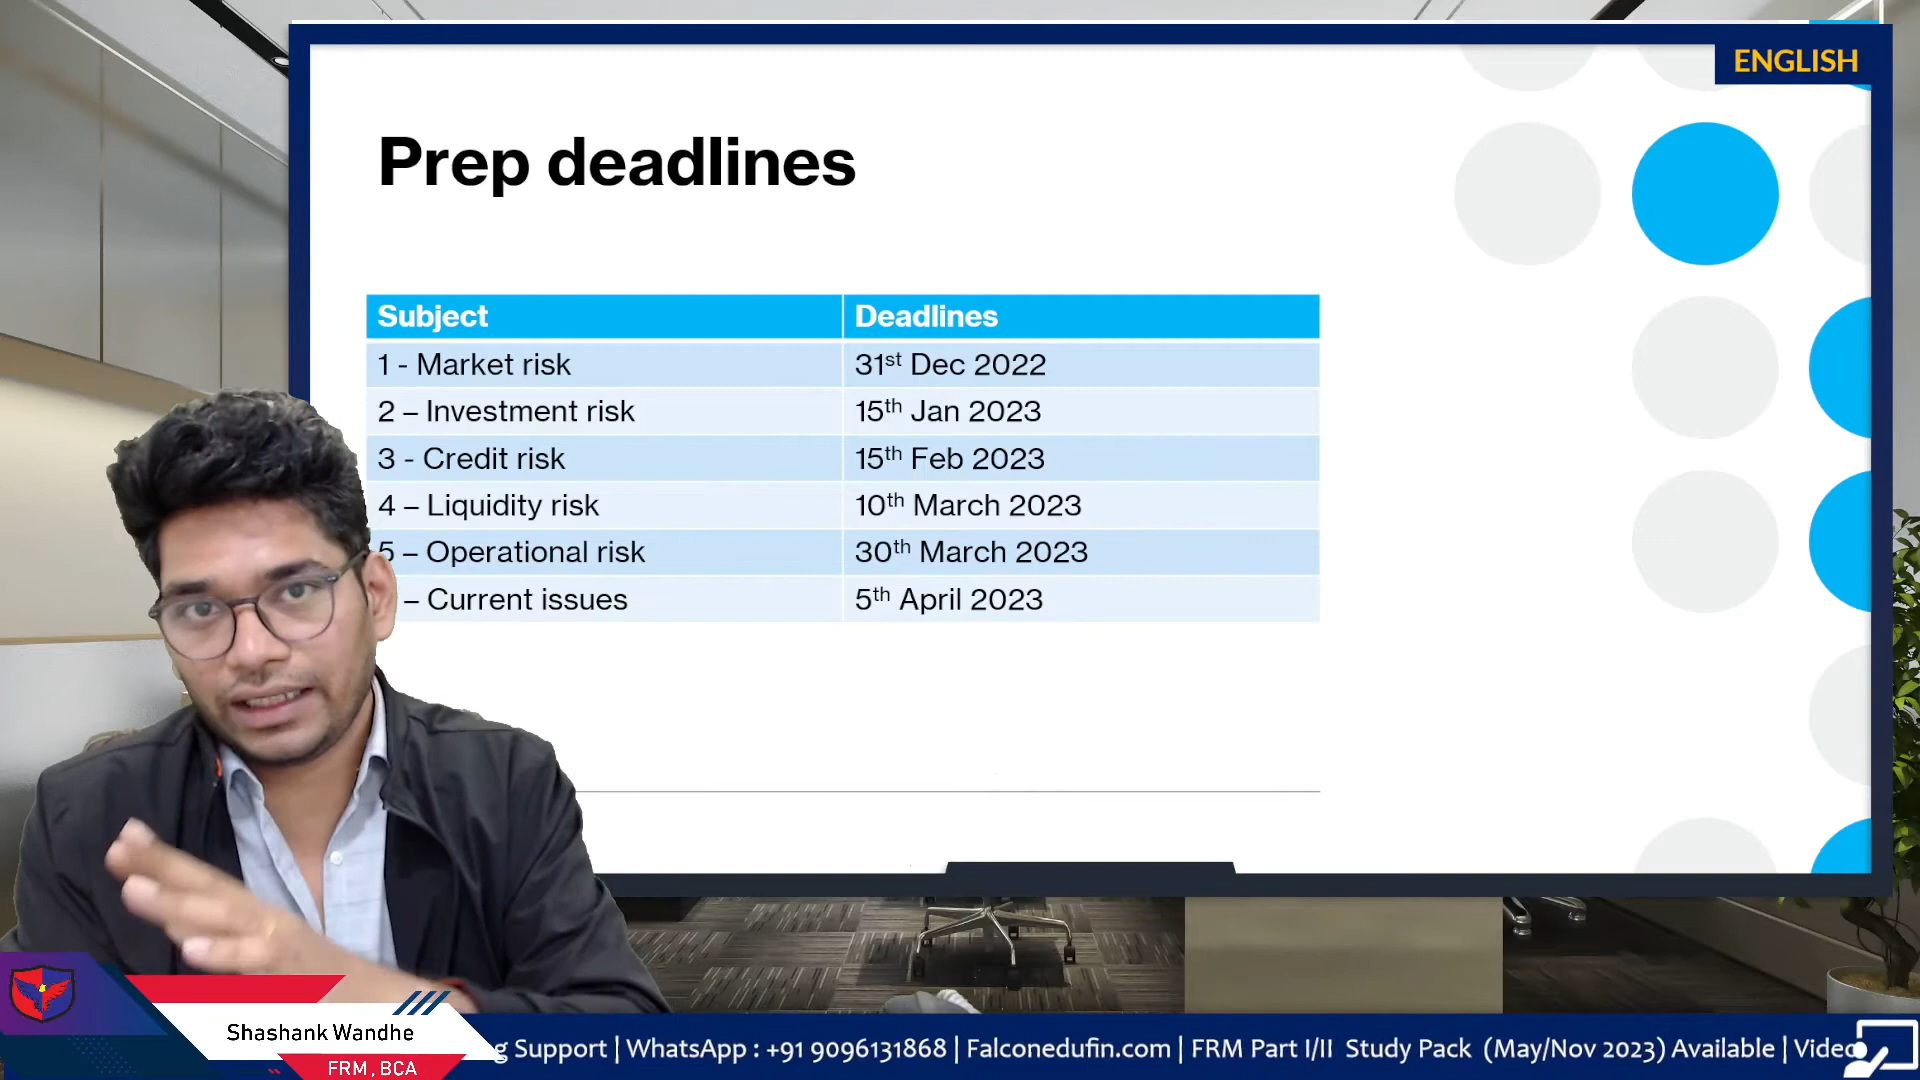 ENGLISH
Prep deadlines
Subject Deadlines
1 - Market risk 31st Dec 2022
2 – Investment risk 15th Jan 2023
3 - Credit risk 15th Feb 2023
4 – Liquidity risk 10th March 2023
5 – Operational risk 30th March 2023
– Current issues 5th April 2023
Shashank Wandhe
FRM, BCA
g Support | WhatsApp : +91 9096131868 | Falconedufin.com | FRM Part I/II Study Pack (May/Nov 2023) Available | Video